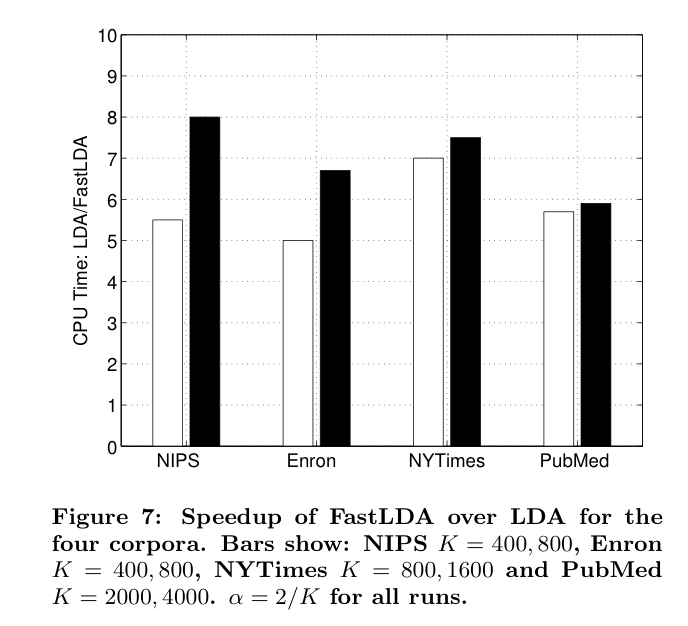 10
9
8
7
6
5
4
3
2
1
0
CPU Time: LDA/FastLDA
NIPS Enron NYTimes PubMed
Figure 7: Speedup of FastLDA over LDA for the
four corpora. Bars show: NIPS K = 400, 800, Enron
K = 400, 800, NYTimes K = 800, 1600 and PubMed
K = 2000, 4000. α = 2/K for all runs.